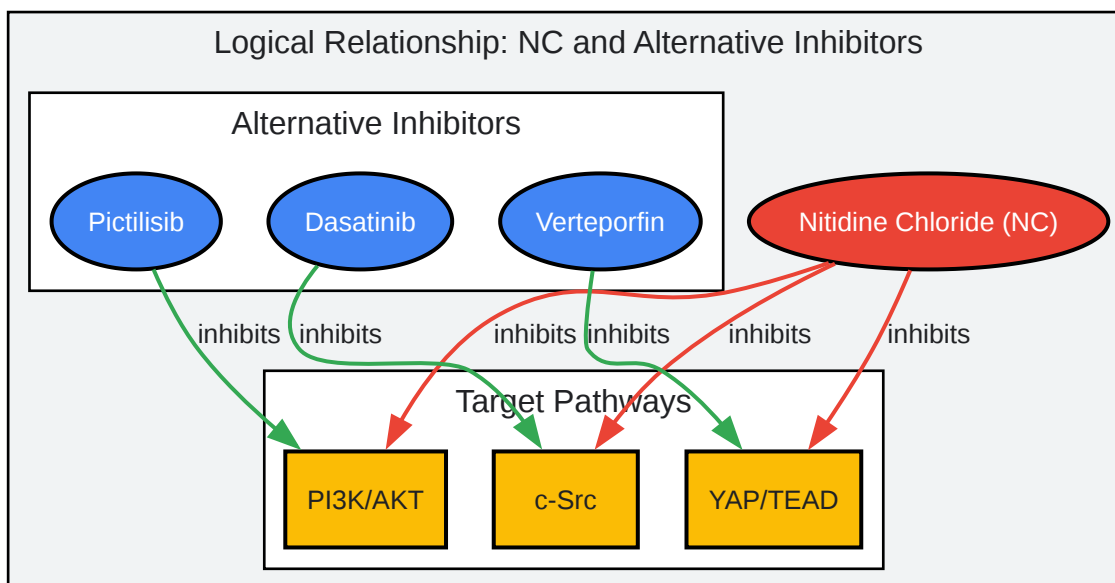 Logical Relationship: NC and Alternative Inhibitors
Alternative Inhibitors
Pictilisib
Dasatinib
Verteporfin
Nitidine Chloride (NC)
inhibits
inhibits
inhibits
inhibits
inhibits
inhibits
Target Pathways
PI3K/AKT
c-Src
YAP/TEAD